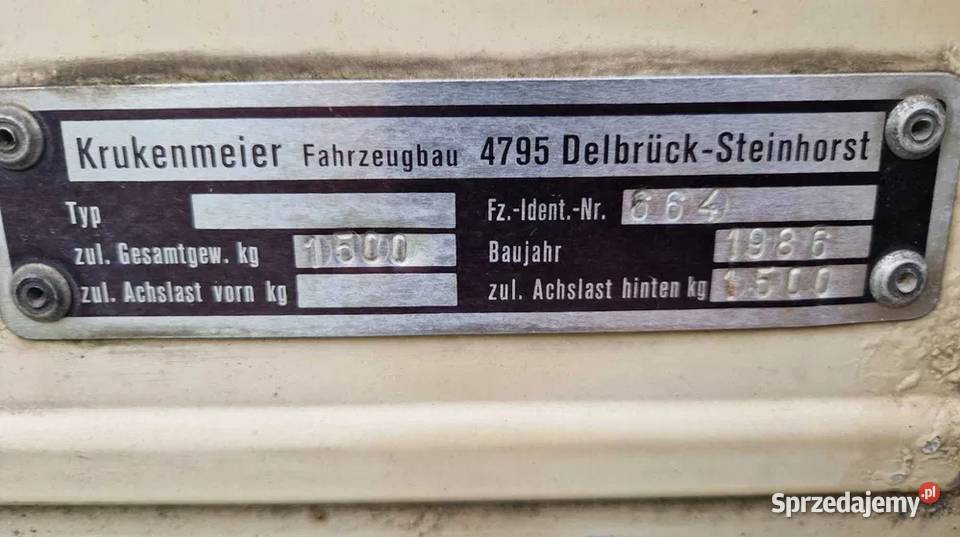 Krukenmeier Fahrzeugbau 4795 Delbrück-Steinhorst
Typ
Fz.-Ident.-Nr. 664
zul. Gesamtgew. kg 1500
Baujahr 1986
zul. Achslast vorn kg
zul. Achslast hinten kg 1500
Sprzedajemy.pl